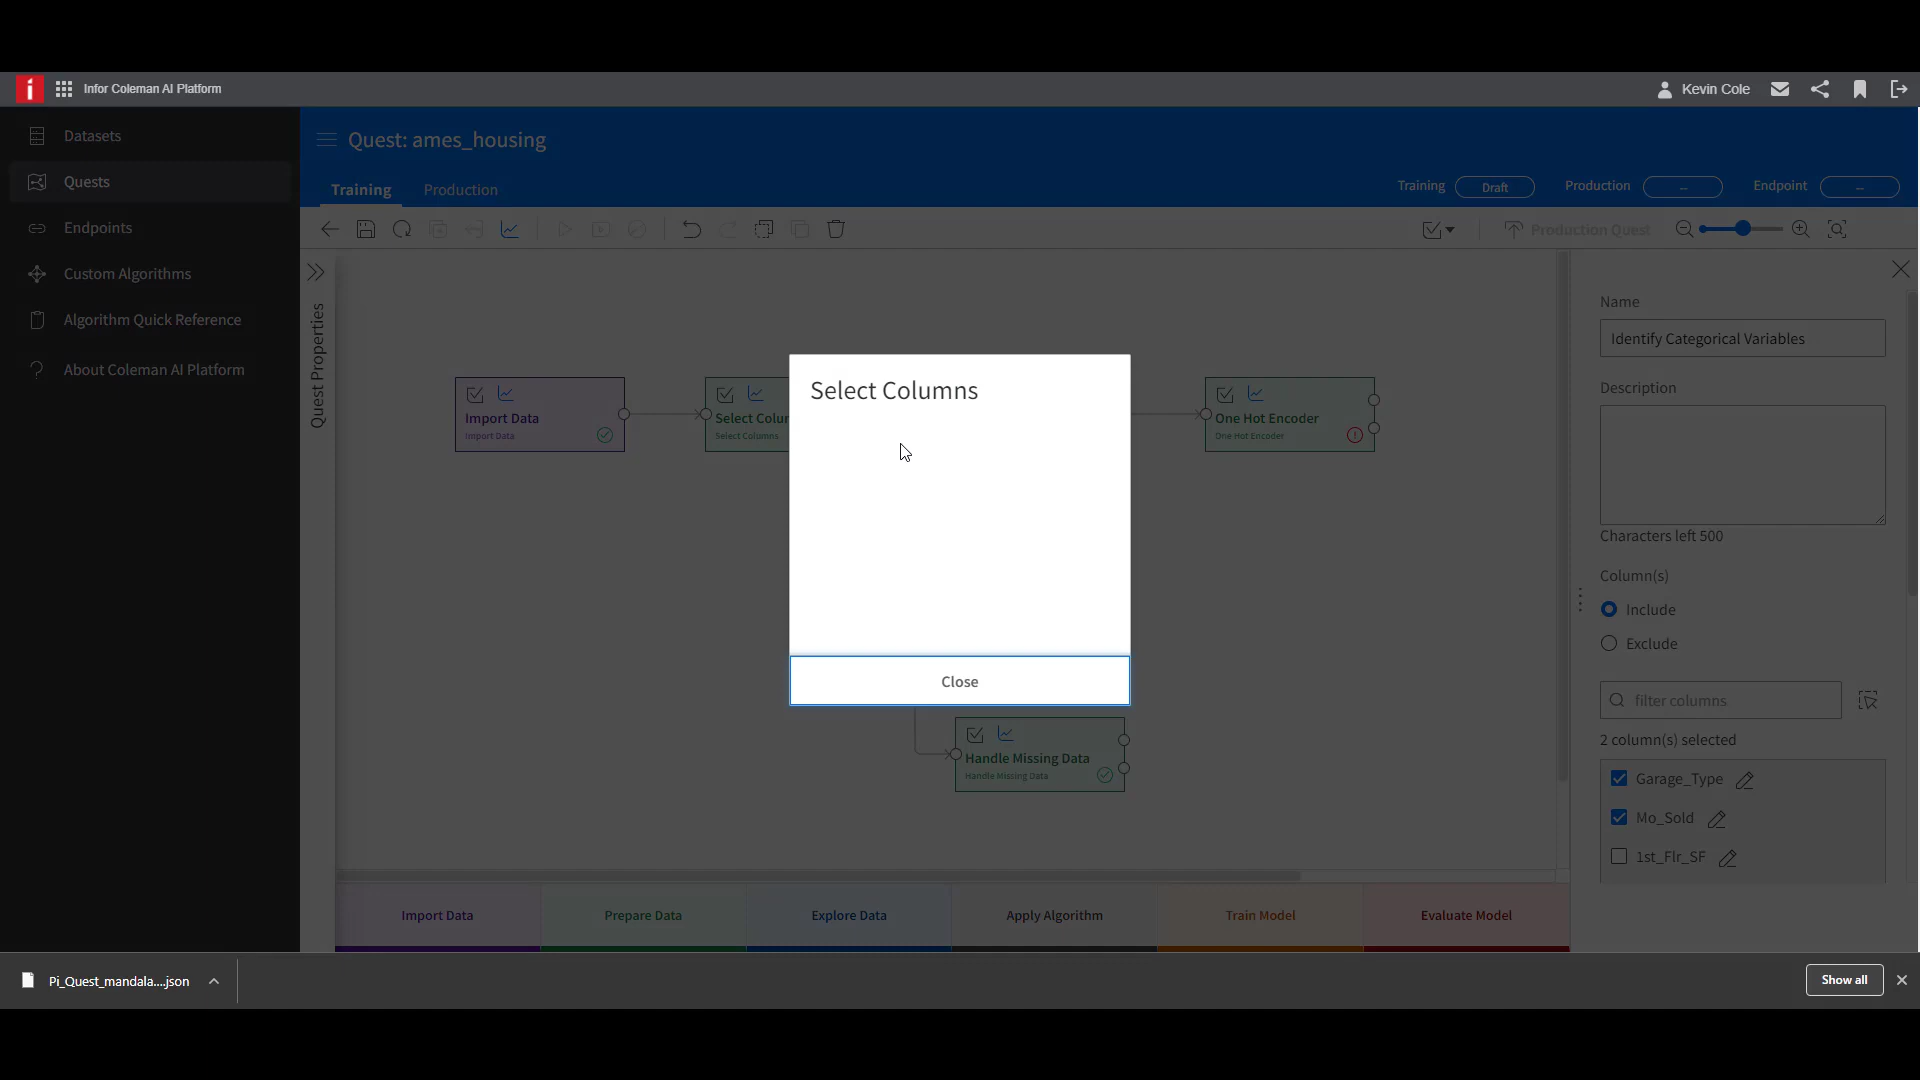 Infor Coleman AI Platform
Kevin Cole
Datasets
Quests
Endpoints
Custom Algorithms
Algorithm Quick Reference
About Coleman AI Platform
Quest: ames_housing
Training
Production
Training
Draft
Production
--
Endpoint
--
Production Quest
Quest Properties
Import Data
Import Data
Select Colu
Select Columns
One Hot Encoder
One Hot Encoder
Handle Missing Data
Handle Missing Data
Select Columns
Close
Name
Identify Categorical Variables
Description
Characters left 500
Column(s)
Include
Exclude
filter columns
2 column(s) selected
Garage_Type
Mo_Sold
1st_Flr_SF
Import Data
Prepare Data
Explore Data
Apply Algorithm
Train Model
Evaluate Model
Pi_Quest_mandala....json
Show all